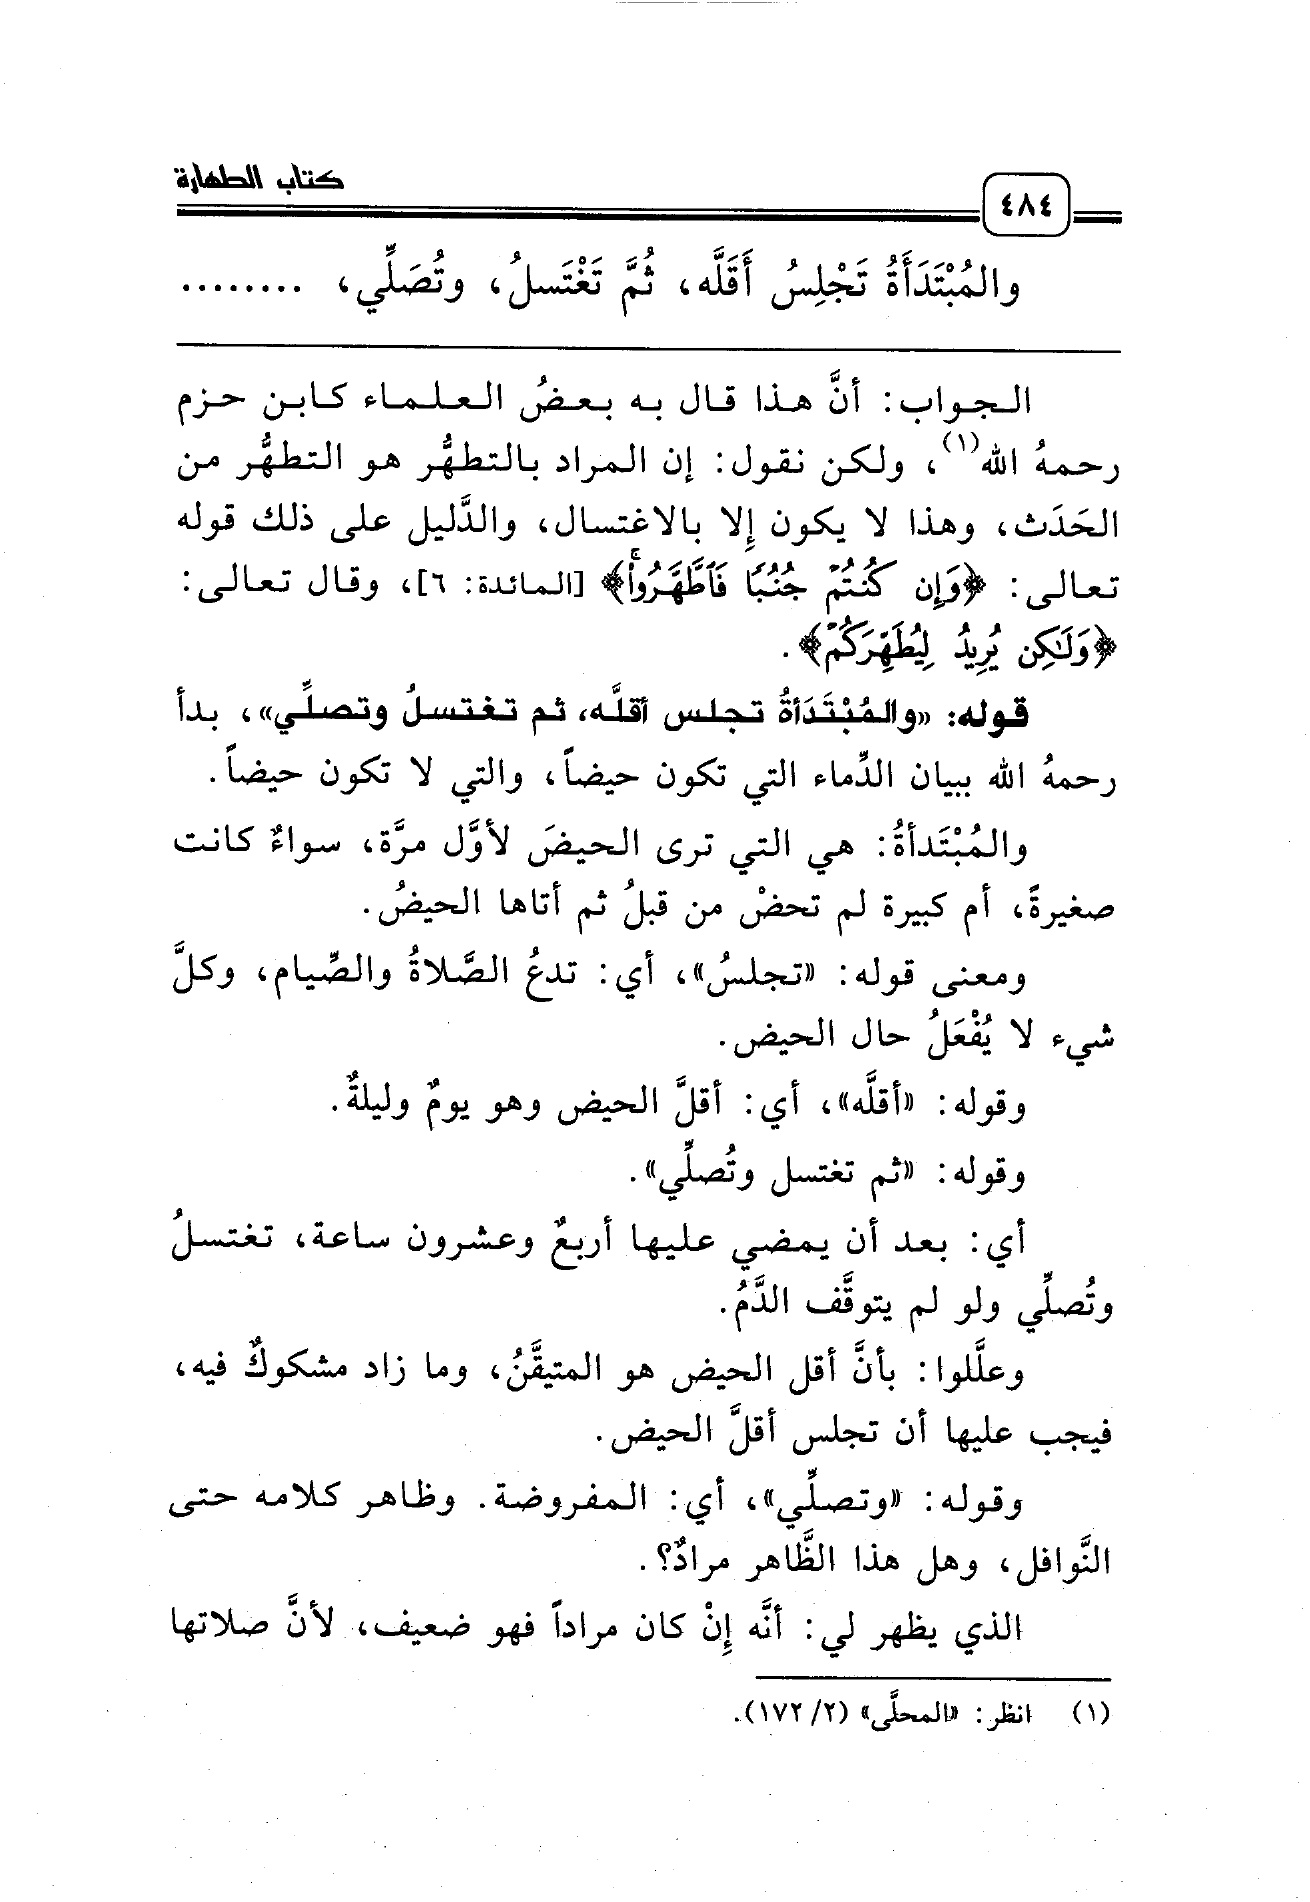 كتاب الطهارة
٤٨٤
والمُبْتَدَأَةُ تَجْلِسُ أَقَلَّه، ثُمَّ تَغْتَسلُ، وتُصَلِّي، ........
الجواب: أنَّ هذا قال به بعضُ العلماء كابن حزم
رحمهُ الله(١)، ولكن نقول: إن المراد بالتطهُّر هو التطهُّر من
الحَدَث، وهذا لا يكون إِلا بالاغتسال، والدَّليل على ذلك قوله
تعالى: ﴿وَإِن كُنتُمْ جُنُبًا فَٱطَّهَّرُواْۚ﴾ [المائدة: ٦]، وقال تعالى:
﴿وَلَٰكِن يُرِيدُ لِيُطَهِّرَكُمْ﴾.
قوله: «والمُبْتَدَأةُ تجلس أقلَّه، ثم تغتسلُ وتصلِّي»، بدأ
رحمهُ الله ببيان الدِّماء التي تكون حيضاً، والتي لا تكون حيضاً.
والمُبْتَدأةُ: هي التي ترى الحيضَ لأوَّل مرَّة، سواءٌ كانت
صغيرةً، أم كبيرة لم تحضْ من قبلُ ثم أتاها الحيضُ.
ومعنى قوله: «تجلسُ»، أي: تدعُ الصَّلاةُ والصِّيام، وكلَّ
شيء لا يُفْعَلُ حال الحيض.
وقوله: «أقلَّه»، أي: أقلَّ الحيض وهو يومٌ وليلةٌ.
وقوله: «ثم تغتسل وتُصلِّي».
أي: بعد أن يمضي عليها أربعٌ وعشرون ساعة، تغتسلُ
وتُصلِّي ولو لم يتوقَّف الدَّمُ.
وعلَّلوا: بأنَّ أقل الحيض هو المتيقَّنُ، وما زاد مشكوكٌ فيه،
فيجب عليها أن تجلس أقلَّ الحيض.
وقوله: «وتصلِّي»، أي: المفروضة. وظاهر كلامه حتى
النَّوافل، وهل هذا الظَّاهر مرادٌ؟.
الذي يظهر لي: أنَّه إِنْ كان مراداً فهو ضعيف، لأنَّ صلاتها
(١) انظر: «المحلَّى» (٢/ ١٧٢).